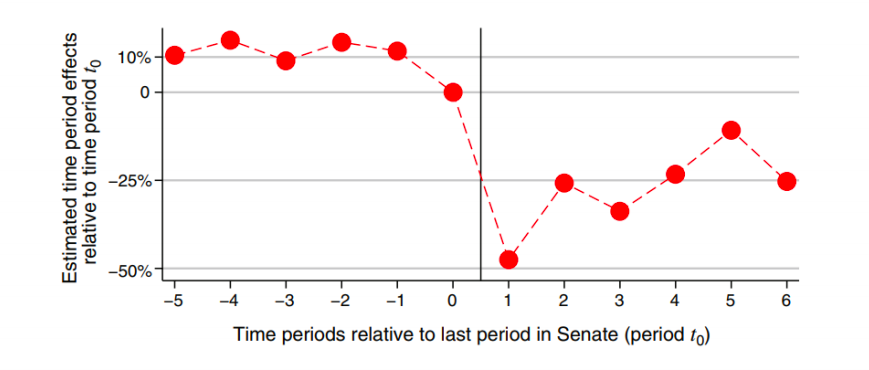 Estimated time period effects
relative to time period t0
10%
0
−25%
−50%
−5 −4 −3 −2 −1 0 1 2 3 4 5 6
Time periods relative to last period in Senate (period t0)